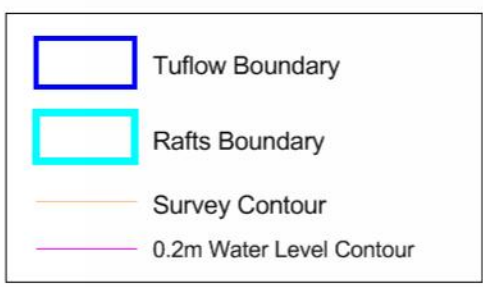 Tuflow Boundary
Rafts Boundary
Survey Contour
0.2m Water Level Contour